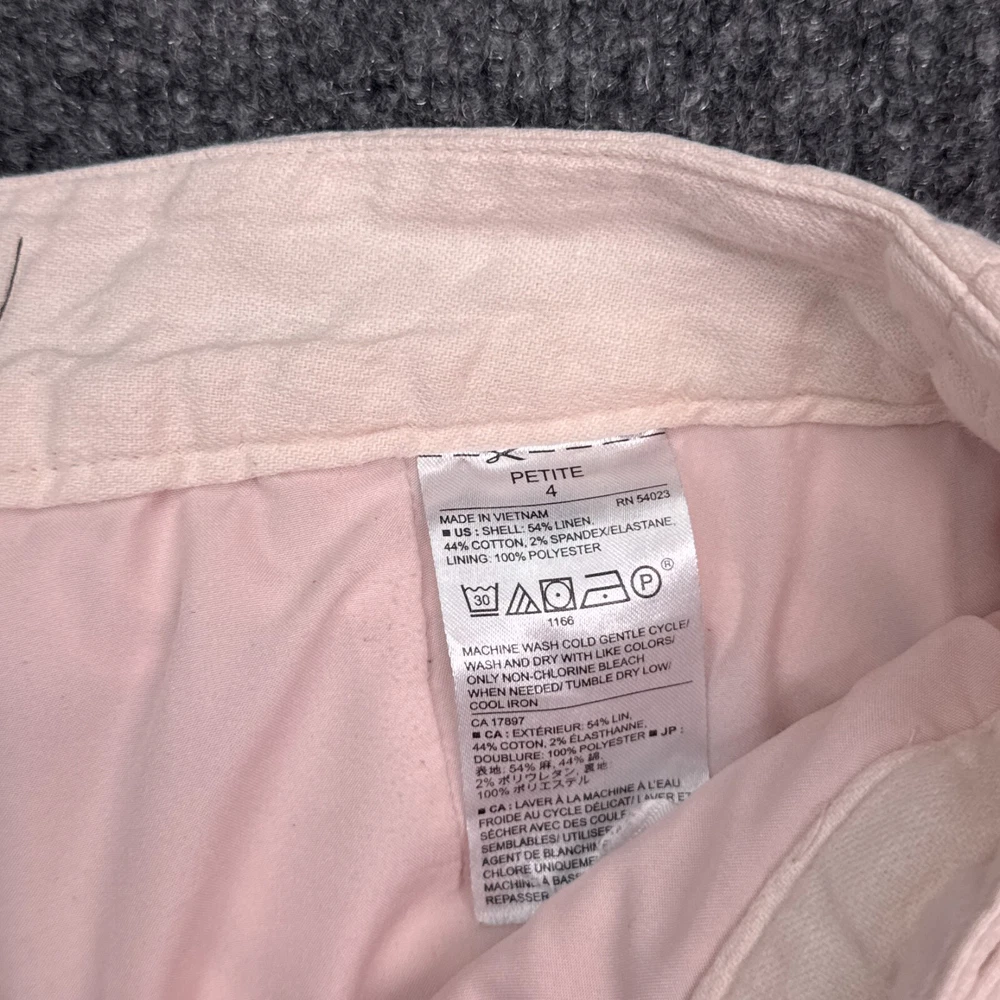 PETITE
4
RN 54023
MADE IN VIETNAM
■ US : SHELL: 54% LINEN,
44% COTTON, 2% SPANDEX/ELASTANE,
LINING: 100% POLYESTER
30
P®
1166
MACHINE WASH COLD GENTLE CYCLE/
WASH AND DRY WITH LIKE COLORS/
ONLY NON-CHLORINE BLEACH
WHEN NEEDED/ TUMBLE DRY LOW/
COOL IRON
CA 17897
■ CA : EXTÉRIEUR: 54% LIN,
44% COTON, 2% ÉLASTHANNE,
DOUBLURE: 100% POLYESTER ■ JP :
表地: 54% 麻, 44% 綿,
2% ポリウレタン, 裏地
100% ポリエステル
■ CA : LAVER À LA MACHINE À L'EAU
FROIDE AU CYCLE DÉLICAT/ LAVER ET
SÉCHER AVEC DES
SEMBLABLES/ UTILISER
AGENT DE
CHLORE
À
REPASSER